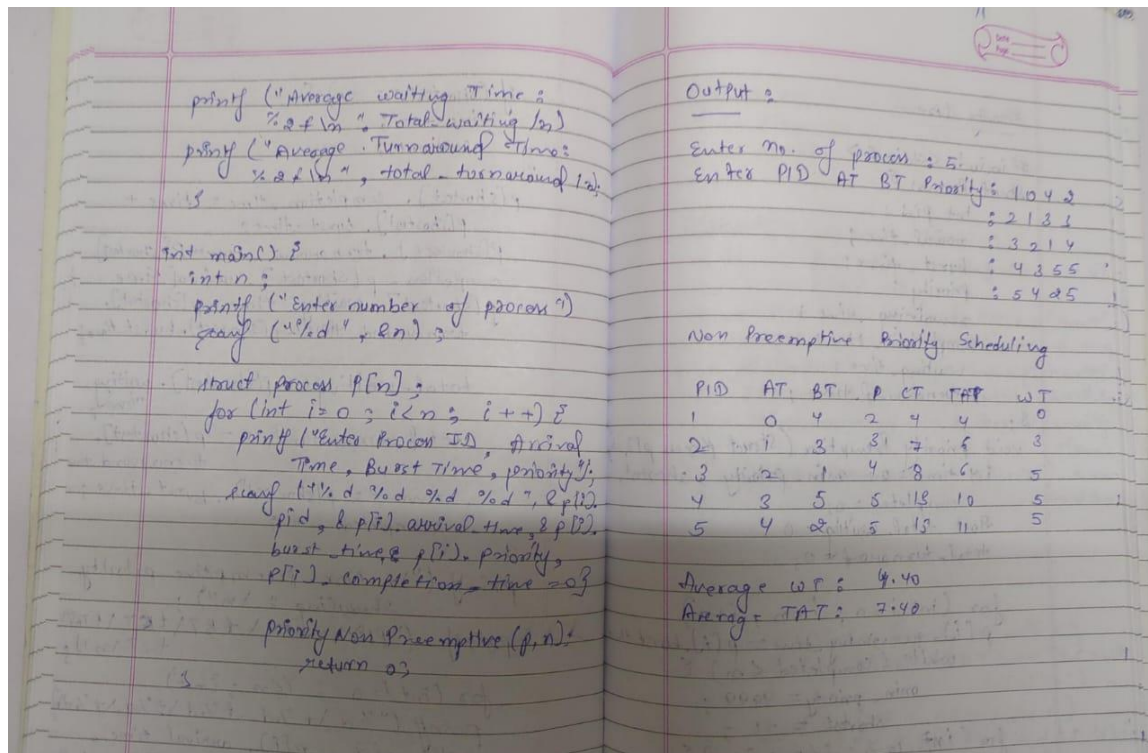 printf ("Average waiting Time :
%.2f \n ", Total-waiting /n)
printf ("Average Turnaround Time:
%.2f \n ", total-turnaround /n);
}
int main() {
int n ;
printf ("Enter number of process")
scanf ("%d", &n) ;
struct process p[n] ;
for (int i=0 ; i<n ; i++) {
printf ("Enter Process ID, Arrival
Time, Burst Time, priority");
scanf ("%d %d %d %d ", &p[i].
pid, & p[i].arrival-time, & p[i].
burst-time, & p[i]. priority,
p[i]. completion-time =0}
priority Non Preemptive (p,n);
return 0;
}
Date
Page
Output :
Enter no. of process : 5
Enter PID AT BT Priority : 1 0 4 2
: 2 1 3 3
: 3 2 1 4
: 4 3 5 5
: 5 4 2 5
Non Preemptive Priority Scheduling
PID AT BT P CT TAT WT
1 0 4 2 4 4 0
2 1 3 3 7 6 3
3 2 1 4 8 6 5
4 3 5 5 13 10 5
5 4 2 5 15 11 5
Average WT : 4.40
Average TAT : 7.40